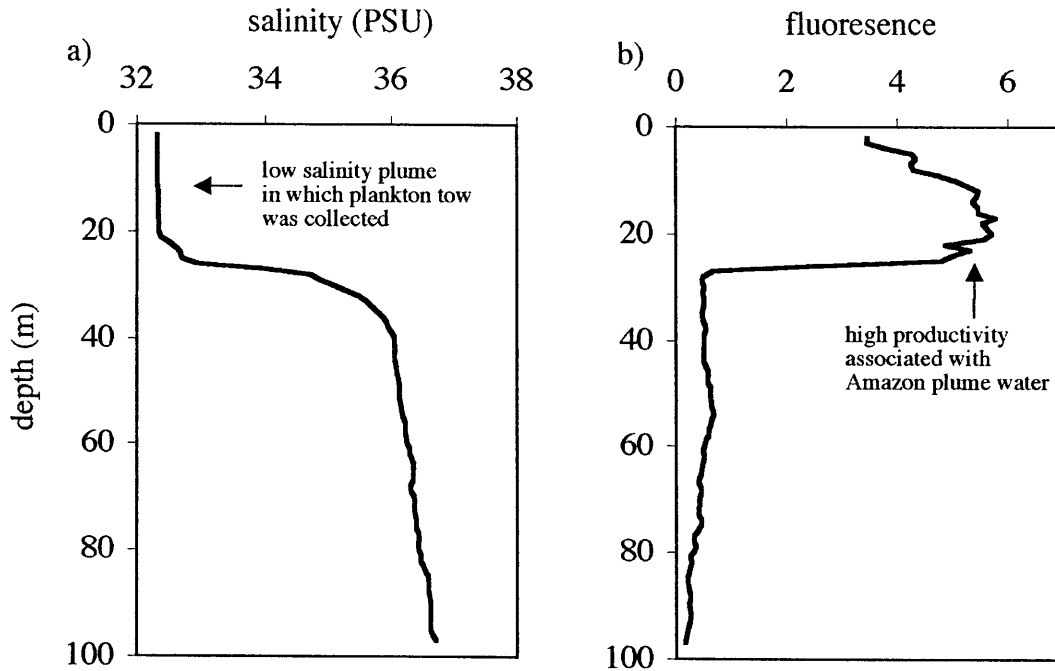 salinity (PSU)
a)
32 34 36 38
0
20
40
60
80
100
depth (m)
low salinity plume
in which plankton tow
was collected
fluoresence
b)
0 2 4 6
0
20
40
60
80
100
high productivity
associated with
Amazon plume water